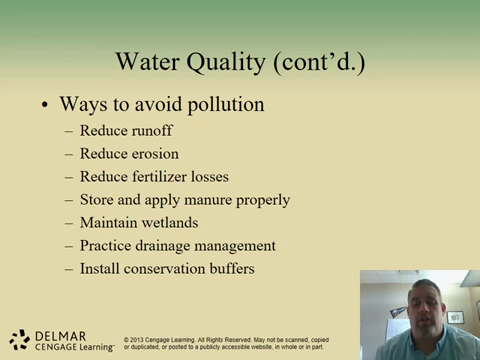 Water Quality (cont’d.)
• Ways to avoid pollution
– Reduce runoff
– Reduce erosion
– Reduce fertilizer losses
– Store and apply manure properly
– Maintain wetlands
– Practice drainage management
– Install conservation buffers
DELMAR
CENGAGE Learning™
© 2013 Cengage Learning. All Rights Reserved. May not be scanned, copied
or duplicated, or posted to a publicly accessible website, in whole or in part.